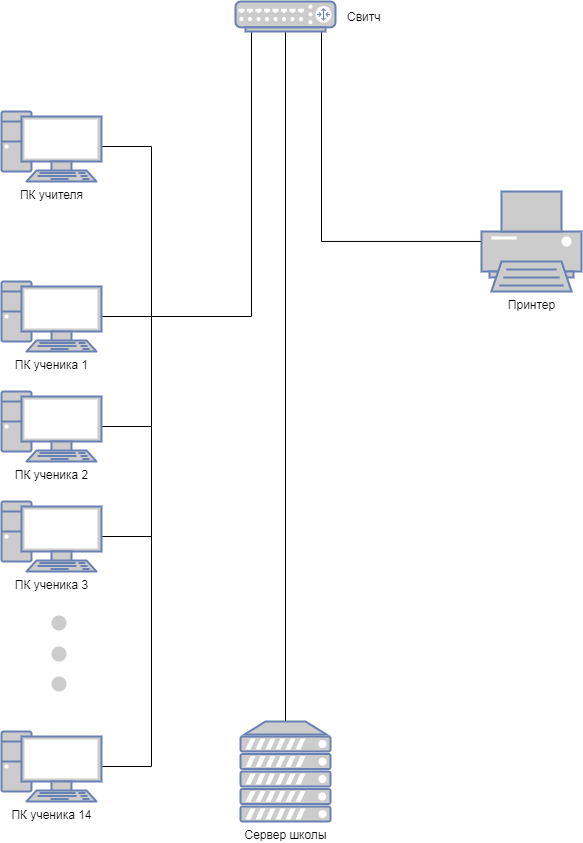 Свитч
ПК учителя
Принтер
ПК ученика 1
ПК ученика 2
ПК ученика 3
ПК ученика 14
Сервер школы